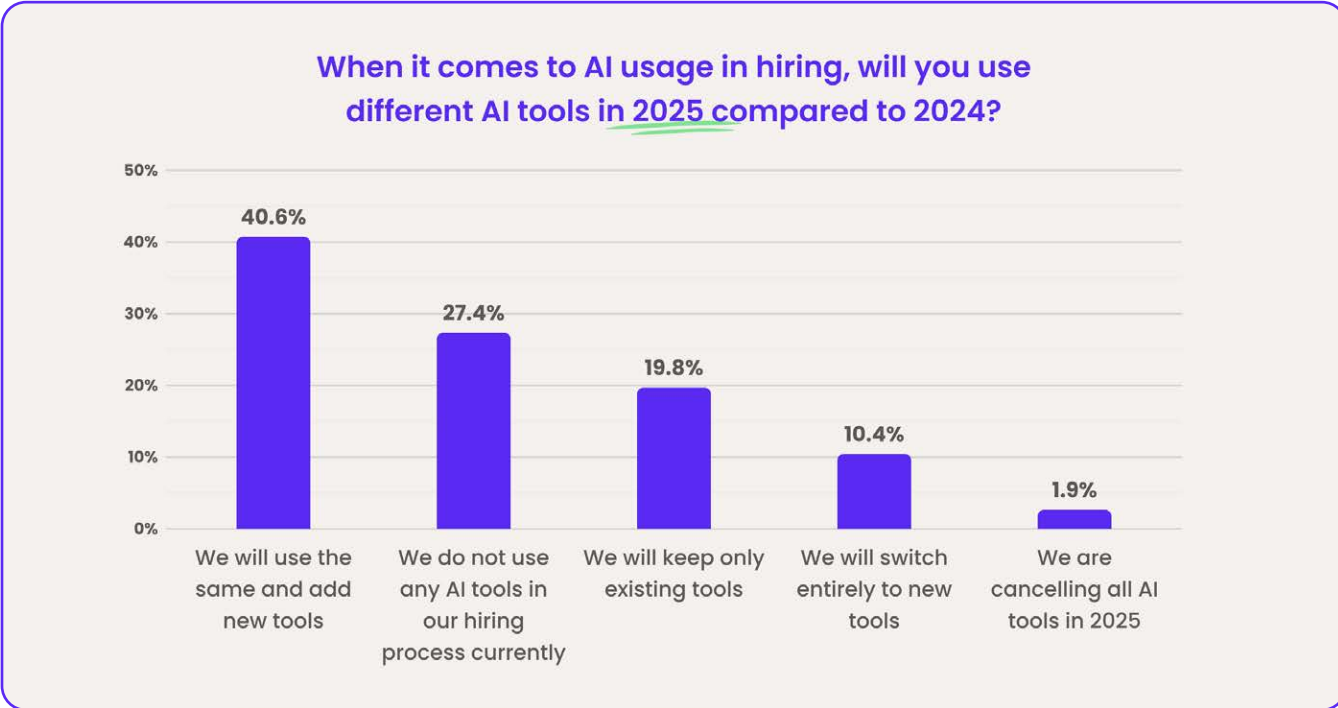 When it comes to AI usage in hiring, will you use
different AI tools in 2025 compared to 2024?
50%
40%
30%
20%
10%
0%
40.6%
27.4%
19.8%
10.4%
1.9%
We will use the
same and add
new tools
We do not use
any AI tools in
our hiring
process currently
We will keep only
existing tools
We will switch
entirely to new
tools
We are
cancelling all AI
tools in 2025